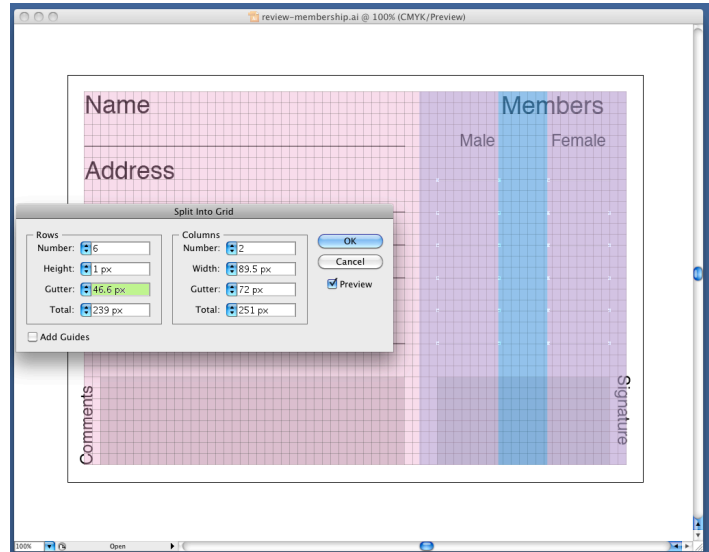 review-membership.ai @ 100% (CMYK/Preview)
Name
Members
Male Female
Address
Split Into Grid
Rows
Number: 6
Height: 1 px
Gutter: 46.6 px
Total: 239 px
Columns
Number: 2
Width: 89.5 px
Gutter: 72 px
Total: 251 px
OK
Cancel
Preview
Add Guides
Comments
Signature
100% Open